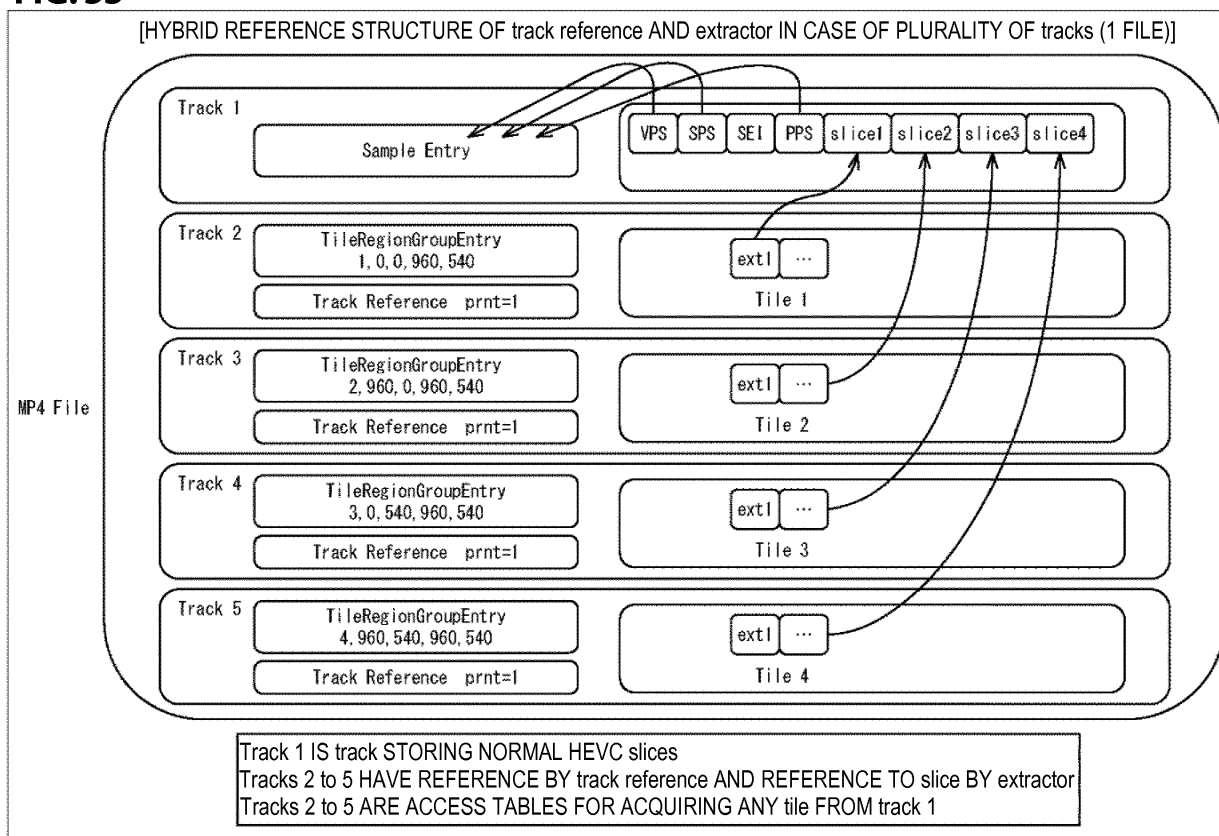 [HYBRID REFERENCE STRUCTURE OF track reference AND extractor IN CASE OF PLURALITY OF tracks (1 FILE)]
MP4 File
Track 1
Sample Entry
VPS SPS SEI PPS slice1 slice2 slice3 slice4
Track 2
TileRegionGroupEntry
1, 0, 0, 960, 540
Track Reference prnt=1
ext1 ...
Tile 1
Track 3
TileRegionGroupEntry
2, 960, 0, 960, 540
Track Reference prnt=1
ext1 ...
Tile 2
Track 4
TileRegionGroupEntry
3, 0, 540, 960, 540
Track Reference prnt=1
ext1 ...
Tile 3
Track 5
TileRegionGroupEntry
4, 960, 540, 960, 540
Track Reference prnt=1
ext1 ...
Tile 4
Track 1 IS track STORING NORMAL HEVC slices
Tracks 2 to 5 HAVE REFERENCE BY track reference AND REFERENCE TO slice BY extractor
Tracks 2 to 5 ARE ACCESS TABLES FOR ACQUIRING ANY tile FROM track 1